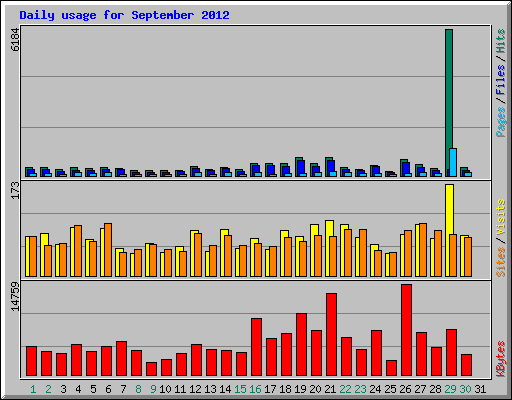 Daily usage for September 2012
6184
Pages / Files / Hits
173
Sites / Visits
14759
KBytes
1 2 3 4 5 6 7 8 9 10 11 12 13 14 15 16 17 18 19 20 21 22 23 24 25 26 27 28 29 30 31